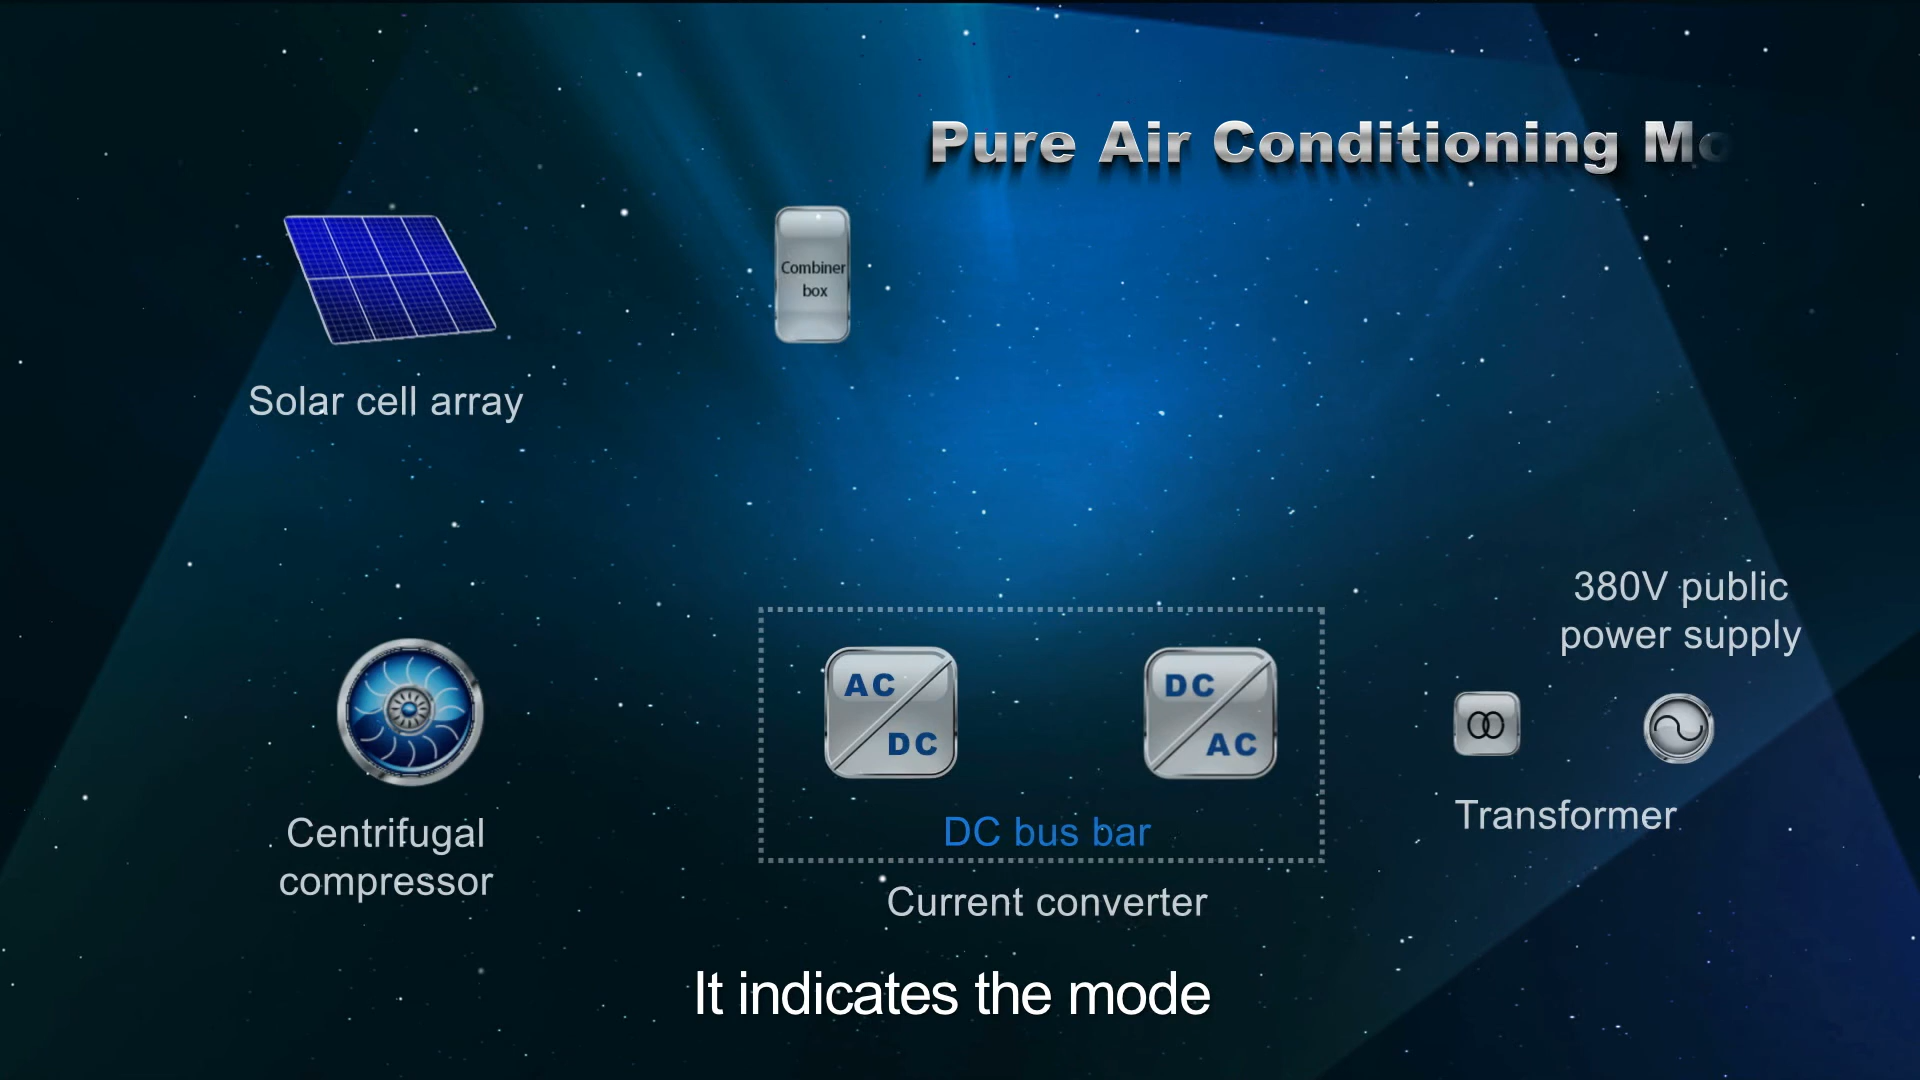 Pure Air Conditioning Mo
Combiner
box
Solar cell array
380V public
power supply
AC
DC
DC
AC
DC bus bar
Transformer
Centrifugal
compressor
Current converter
It indicates the mode